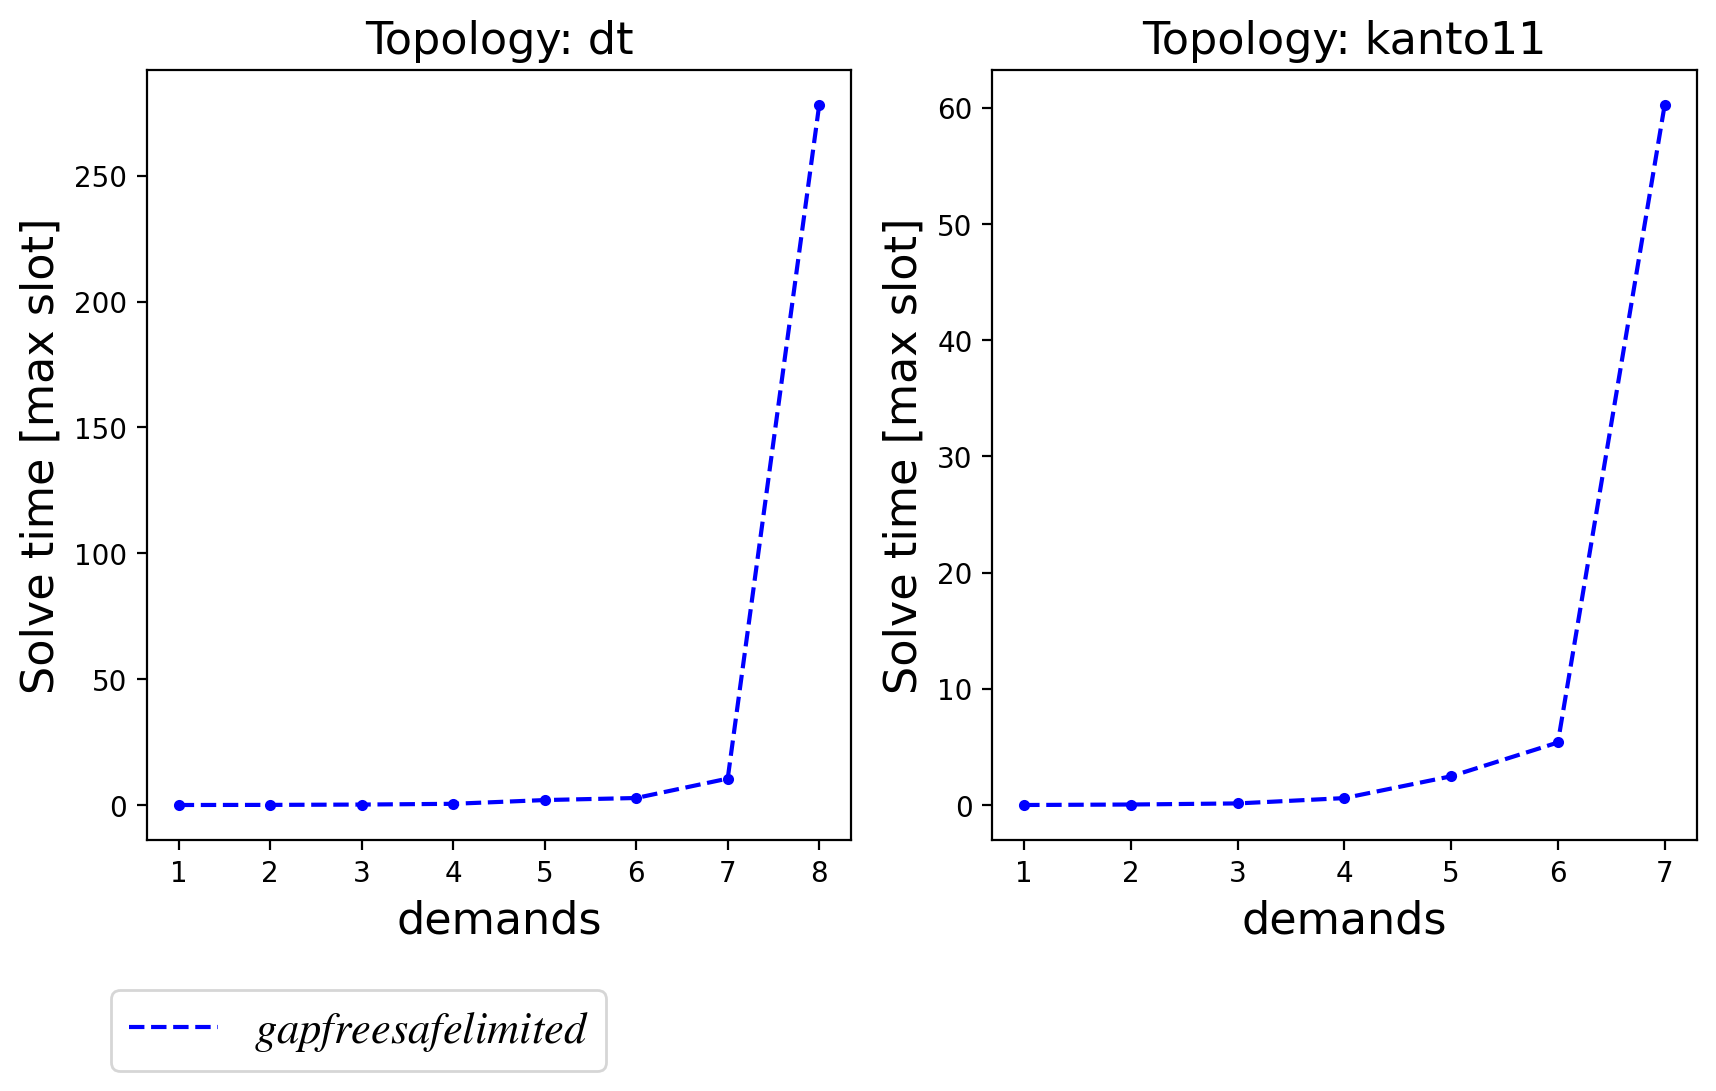 Topology: dt
Solve time [max slot]
250
200
150
100
50
0
1 2 3 4 5 6 7 8
demands
Topology: kanto11
Solve time [max slot]
60
50
40
30
20
10
0
1 2 3 4 5 6 7
demands
gapfreesafelimited